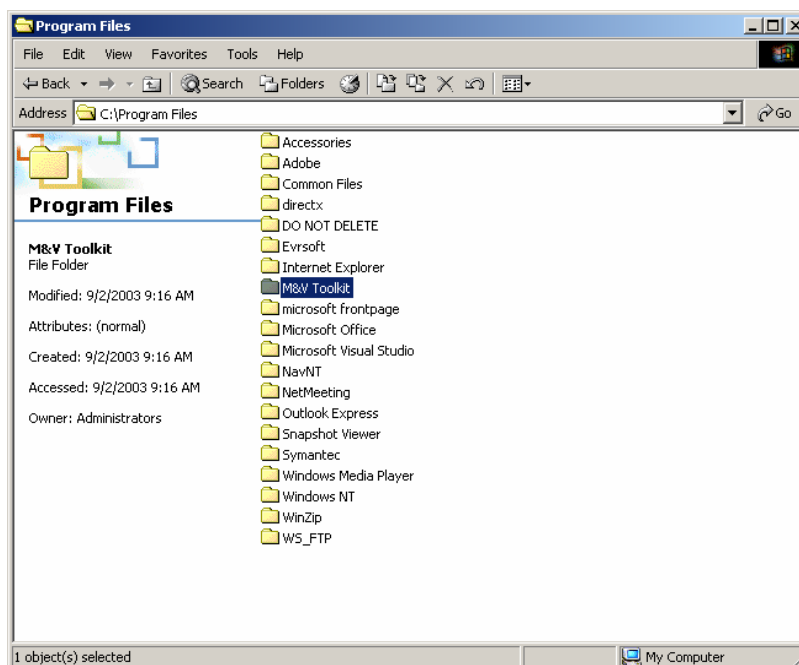 Program Files
File Edit View Favorites Tools Help
Back Search Folders
Address C:\Program Files Go
Program Files
M&V Toolkit
File Folder
Modified: 9/2/2003 9:16 AM
Attributes: (normal)
Created: 9/2/2003 9:16 AM
Accessed: 9/2/2003 9:16 AM
Owner: Administrators
Accessories
Adobe
Common Files
directx
DO NOT DELETE
Evrsoft
Internet Explorer
M&V Toolkit
microsoft frontpage
Microsoft Office
Microsoft Visual Studio
NavNT
NetMeeting
Outlook Express
Snapshot Viewer
Symantec
Windows Media Player
Windows NT
WinZip
WS_FTP
1 object(s) selected My Computer